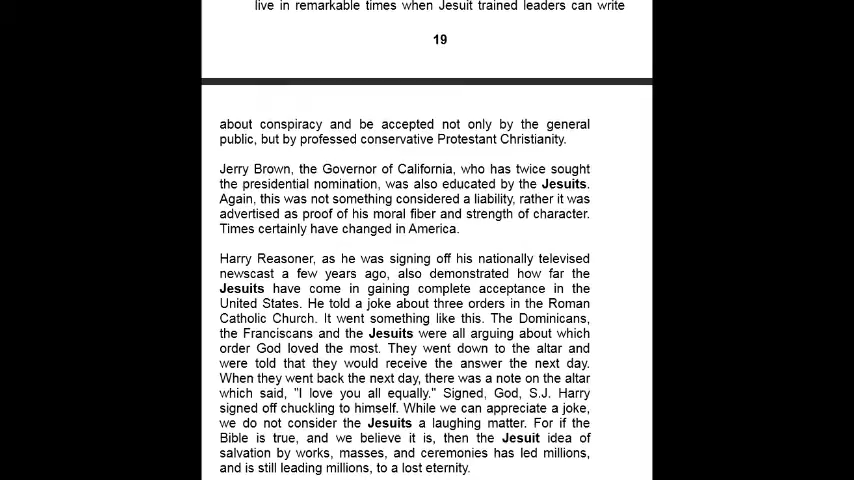 live in remarkable times when Jesuit trained leaders can write
19
about conspiracy and be accepted not only by the general
public, but by professed conservative Protestant Christianity.
Jerry Brown, the Governor of California, who has twice sought
the presidential nomination, was also educated by the Jesuits.
Again, this was not something considered a liability, rather it was
advertised as proof of his moral fiber and strength of character.
Times certainly have changed in America.
Harry Reasoner, as he was signing off his nationally televised
newscast a few years ago, also demonstrated how far the
Jesuits have come in gaining complete acceptance in the
United States. He told a joke about three orders in the Roman
Catholic Church. It went something like this. The Dominicans,
the Franciscans and the Jesuits were all arguing about which
order God loved the most. They went down to the altar and
were told that they would receive the answer the next day.
When they went back the next day, there was a note on the altar
which said, "I love you all equally." Signed, God, S.J. Harry
signed off chuckling to himself. While we can appreciate a joke,
we do not consider the Jesuits a laughing matter. For if the
Bible is true, and we believe it is, then the Jesuit idea of
salvation by works, masses, and ceremonies has led millions,
and is still leading millions, to a lost eternity.